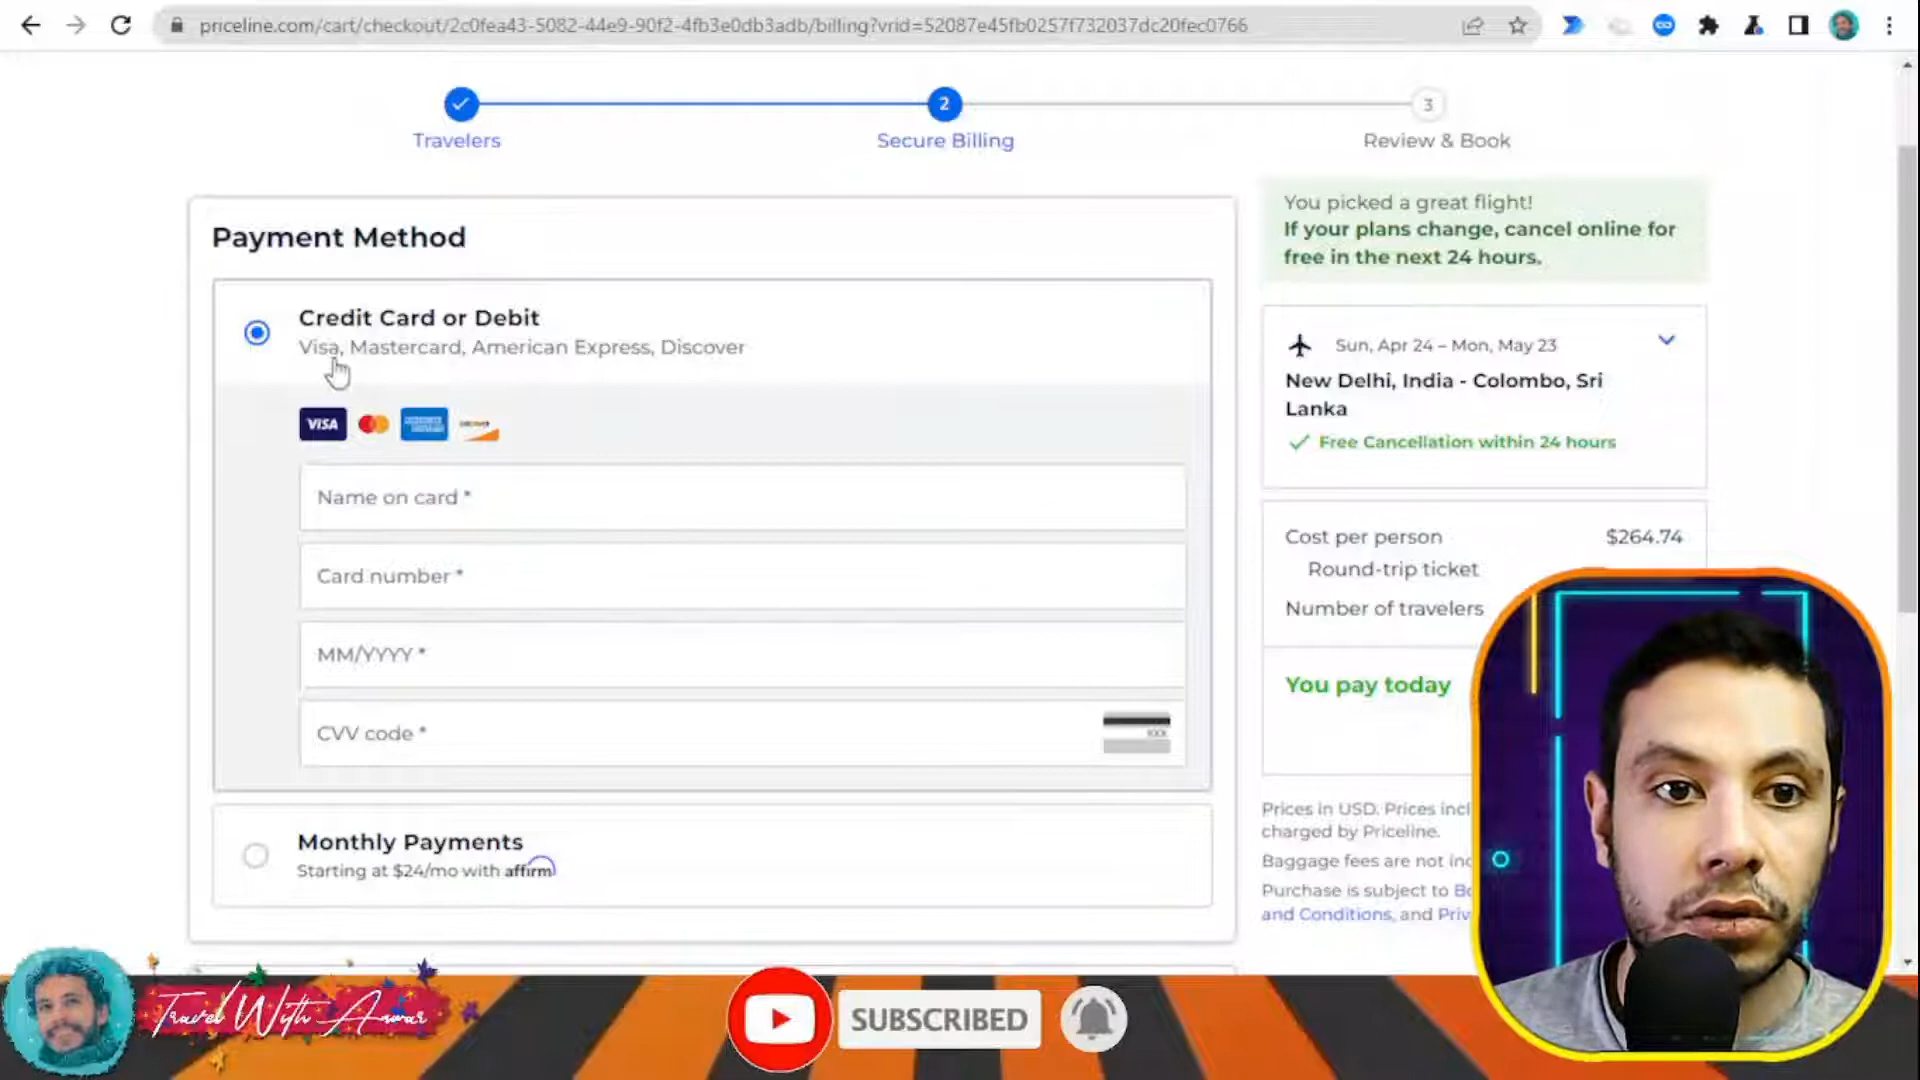 priceline.com/cart/checkout/2c0fea43-5082-44e9-90f2-4fb3e0db3adb/billing?vrid=52087e45fb0257f732037dc20fec0766
2
3
Travelers
Secure Billing
Review & Book
Payment Method
Credit Card or Debit
Visa, Mastercard, American Express, Discover
VISA
Name on card *
Card number *
MM/YYYY *
CVV code *
XXX
Monthly Payments
Starting at $24/mo with affirm
You picked a great flight!
If your plans change, cancel online for
free in the next 24 hours.
Sun, Apr 24 – Mon, May 23
New Delhi, India - Colombo, Sri
Lanka
Free Cancellation within 24 hours
Cost per person $264.74
Round-trip ticket
Number of travelers
You pay today
Prices in USD. Prices incl
charged by Priceline.
Baggage fees are not inc
Purchase is subject to Bo
and Conditions, and Priv
Travel With Anwar
SUBSCRIBED